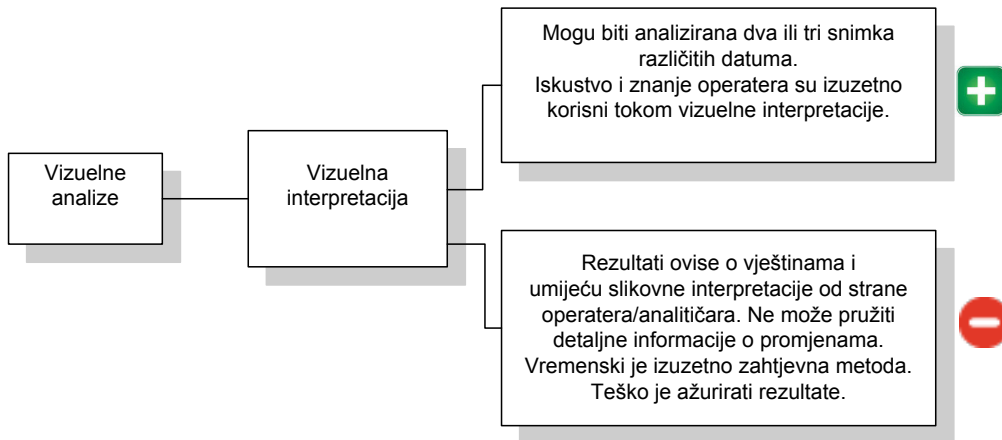 Vizuelne
analize
Vizuelna
interpretacija
Mogu biti analizirana dva ili tri snimka
različitih datuma.
Iskustvo i znanje operatera su izuzetno
korisni tokom vizuelne interpretacije.
Rezultati ovise o vještinama i
umijeću slikovne interpretacije od strane
operatera/analitičara. Ne može pružiti
detaljne informacije o promjenama.
Vremenski je izuzetno zahtjevna metoda.
Teško je ažurirati rezultate.